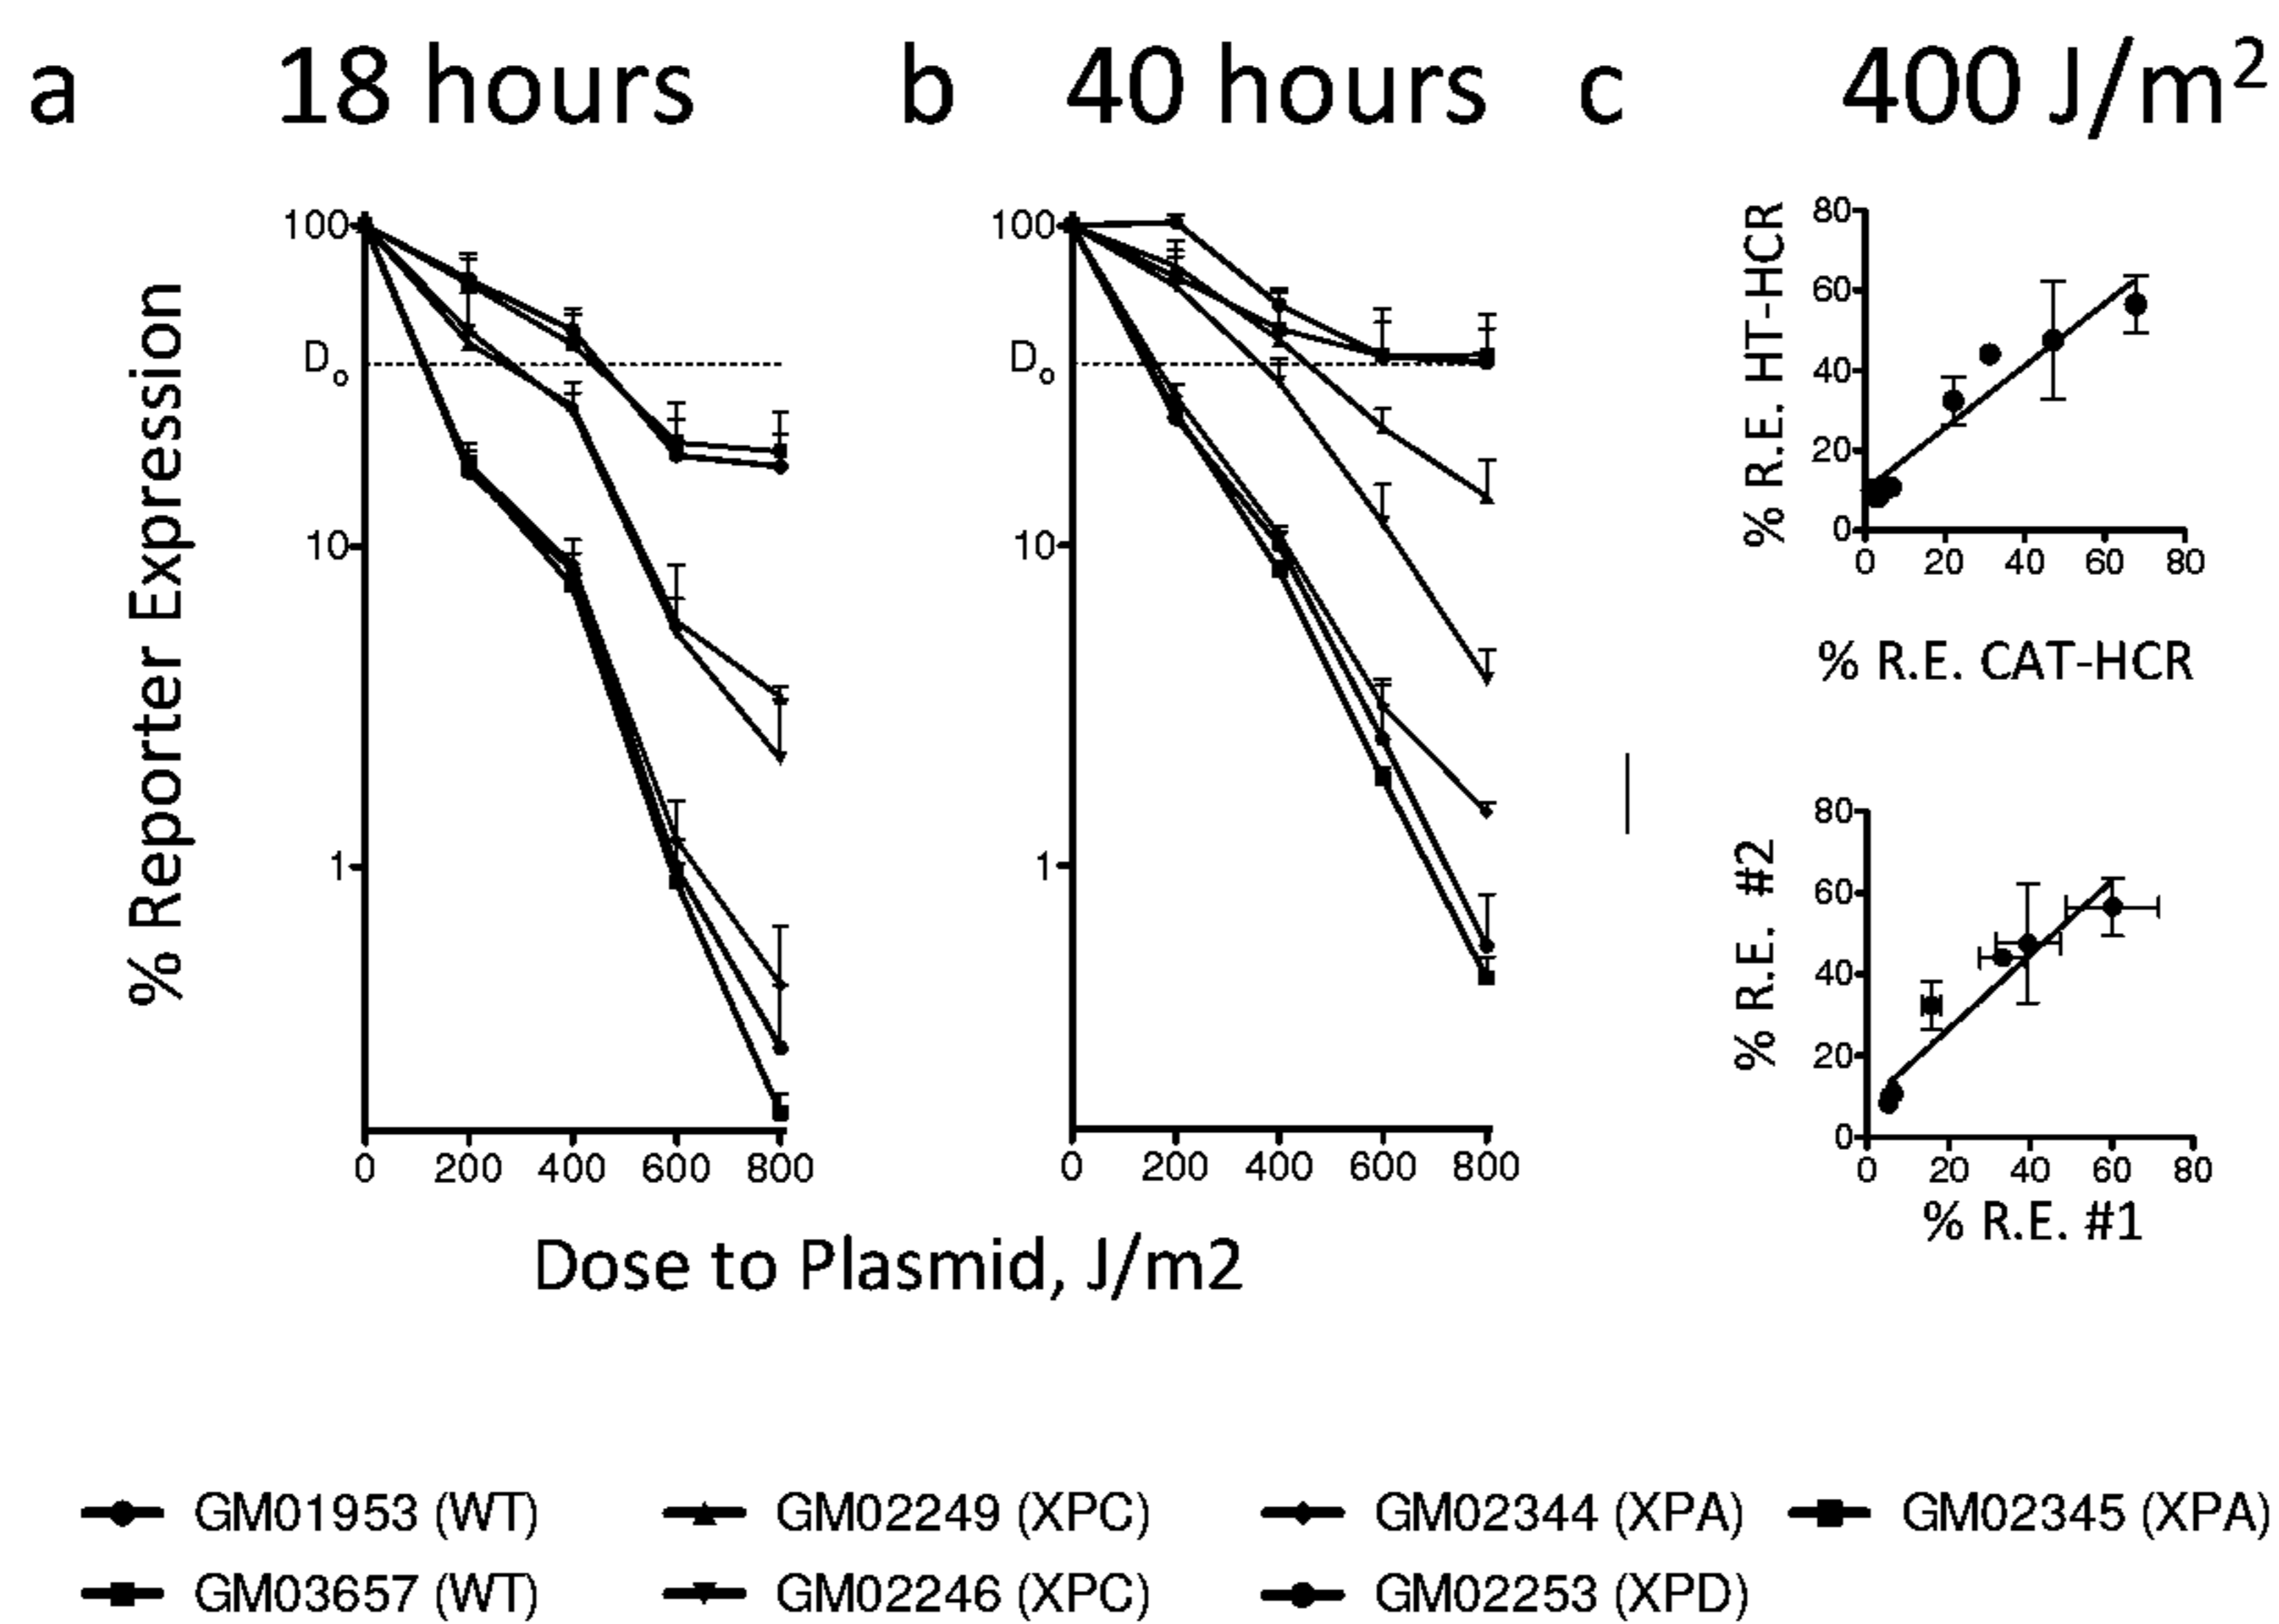 a 18 hours b 40 hours c 400 J/m²
% Reporter Expression
100
D₀
10
1
0 200 400 600 800
100
D₀
10
1
0 200 400 600 800
Dose to Plasmid, J/m2
% R.E. HT-HCR
80
60
40
20
0
0 20 40 60 80
% R.E. CAT-HCR
% R.E. #2
80
60
40
20
0
0 20 40 60 80
% R.E. #1
GM01953 (WT) GM02249 (XPC) GM02344 (XPA) GM02345 (XPA)
GM03657 (WT) GM02246 (XPC) GM02253 (XPD)